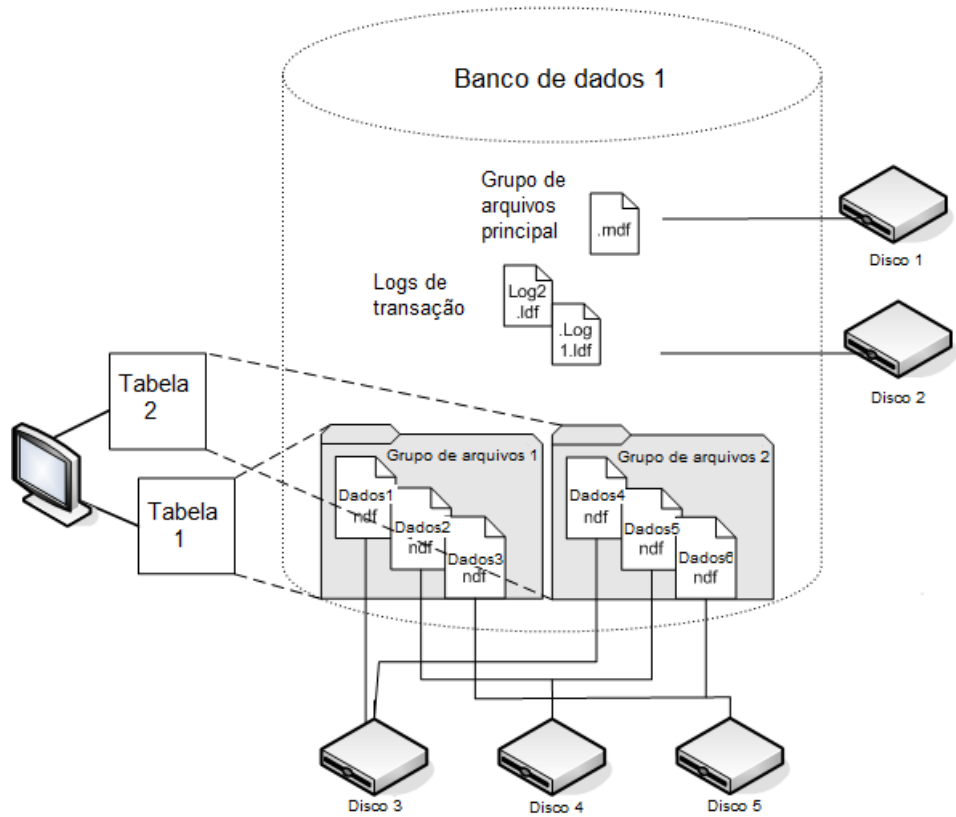 Banco de dados 1
Grupo de
arquivos
principal
.mdf
Disco 1
Logs de
transação
Log2
.ldf
.Log
1.ldf
Disco 2
Tabela
2
Tabela
1
Grupo de arquivos 1
Dados1
ndf
Dados2
ndf
Dados3
ndf
Grupo de arquivos 2
Dados4
ndf
Dados5
ndf
Dados6
ndf
Disco 3
Disco 4
Disco 5